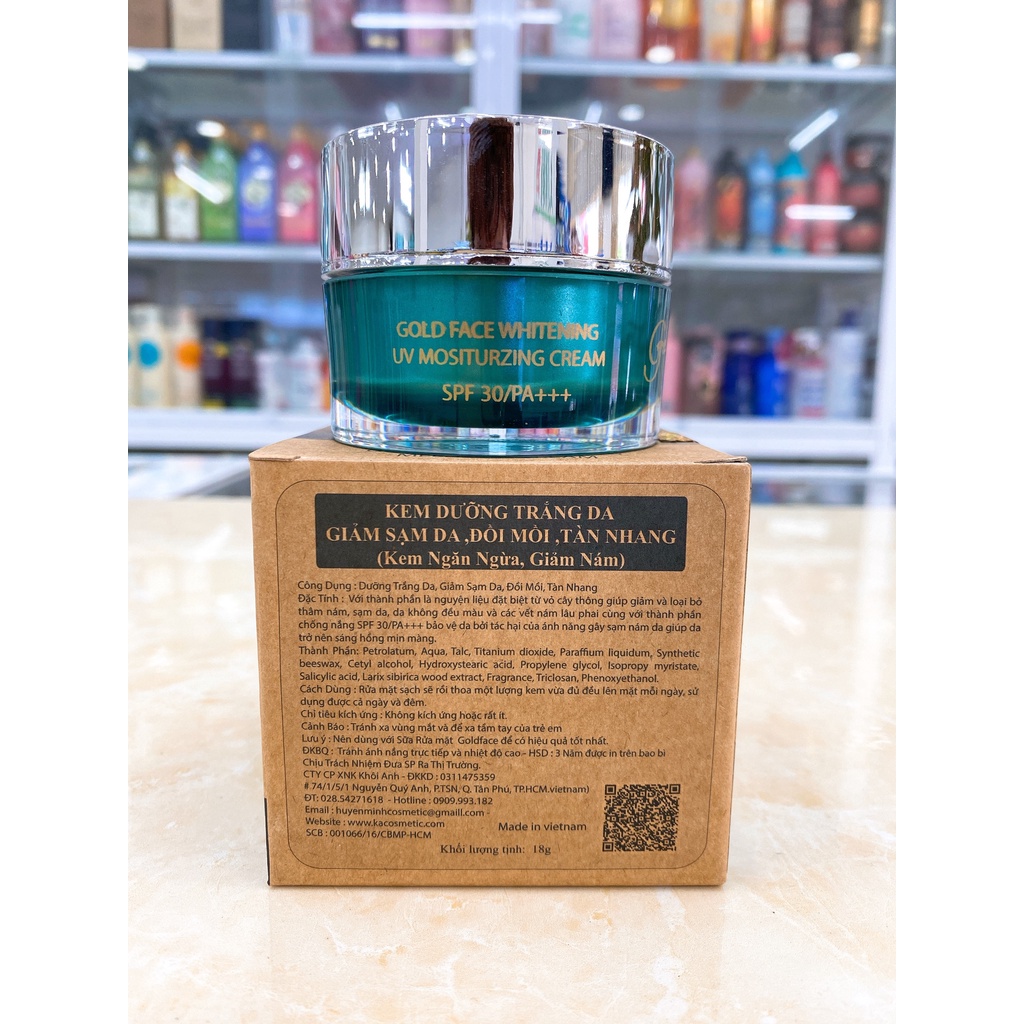 GOLD FACE WHITENING
UV MOSITURZING CREAM
SPF 30/PA+++
KEM DƯỠNG TRẮNG DA
GIẢM SẠM DA ,ĐỒI MỒI ,TÀN NHANG
(Kem Ngăn Ngừa, Giảm Nám)
Công Dụng : Dưỡng Trắng Da, Giảm Sạm Da, Đồi Mồi, Tàn Nhang
Đặc Tính : Với thành phần là nguyện liệu đặt biệt từ vỏ cây thông giúp giảm và loại bỏ
thâm nám, sạm da, da không đều màu và các vết nám lâu phai cùng với thành phần
chống nắng SPF 30/PA+++ bảo vệ da bởi tác hại của ánh năng gây sạm nám da giúp da
trở nên sáng hồng mịn màng.
Thành Phần: Petrolatum, Aqua, Talc, Titanium dioxide, Paraffium liquidum, Synthetic
beeswax, Cetyl alcohol, Hydroxystearic acid, Propylene glycol, Isopropy myristate,
Salicylic acid, Larix sibirica wood extract, Fragrance, Triclosan, Phenoxyethanol.
Cách Dùng : Rửa mặt sạch sẽ rồi thoa một lượng kem vừa đủ đều lên mặt mỗi ngày, sử
dụng được cả ngày và đêm.
Chỉ tiêu kích ứng : Không kích ứng hoặc rất ít.
Cảnh Báo : Tránh xa vùng mắt và để xa tầm tay của trẻ em
Lưu ý : Nên dùng với Sữa Rửa mặt Goldface để có hiệu quả tốt nhất.
ĐKBQ : Tránh ánh nắng trực tiếp và nhiệt độ cao - HSD : 3 Năm được in trên bao bì
Chịu Trách Nhiệm Đưa SP Ra Thị Trường.
CTY CP XNK Khôi Anh - ĐKKD : 0311475359
# 74/1/5/1 Nguyễn Quý Anh, P.TSN, Q. Tân Phú, TP.HCM.vietnam)
ĐT: 028.54271618 - Hotline : 0909.993.182
Email : huyenminhcosmetic@gmaill.com -
Website : www.kacosmetic.com
Made in vietnam
SCB : 001066/16/CBMP-HCM
Khối lượng tịnh: 18g